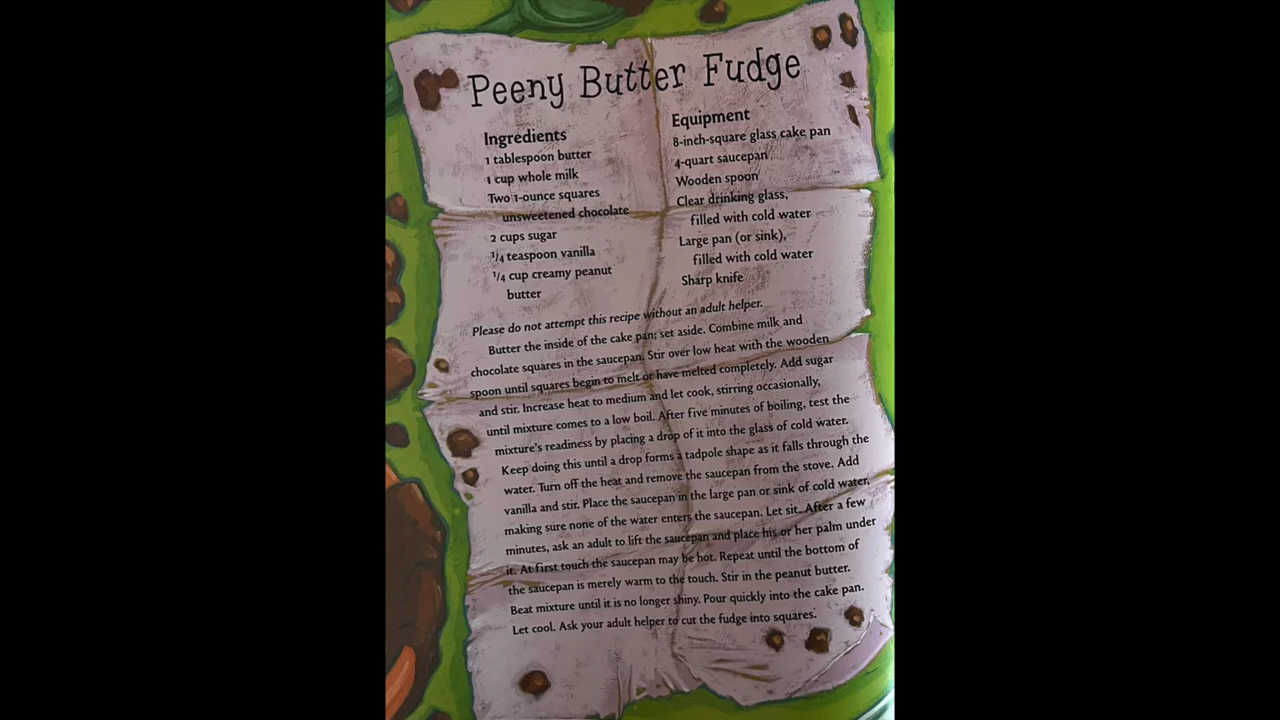 Peeny Butter Fudge
Ingredients
1 tablespoon butter
1 cup whole milk
Two 1-ounce squares
unsweetened chocolate
2 cups sugar
1/4 teaspoon vanilla
1/4 cup creamy peanut
butter
Equipment
8-inch-square glass cake pan
4-quart saucepan
Wooden spoon
Clear drinking glass,
filled with cold water
Large pan (or sink),
filled with cold water
Sharp knife
Please do not attempt this recipe without an adult helper.
Butter the inside of the cake pan; set aside. Combine milk and
chocolate squares in the saucepan. Stir over low heat with the wooden
spoon until squares begin to melt or have melted completely. Add sugar
and stir. Increase heat to medium and let cook, stirring occasionally,
until mixture comes to a low boil. After five minutes of boiling, test the
mixture's readiness by placing a drop of it into the glass of cold water.
Keep doing this until a drop forms a tadpole shape as it falls through the
water. Turn off the heat and remove the saucepan from the stove. Add
vanilla and stir. Place the saucepan in the large pan or sink of cold water,
making sure none of the water enters the saucepan. Let sit. After a few
minutes, ask an adult to lift the saucepan and place his or her palm under
it. At first touch the saucepan may be hot. Repeat until the bottom of
the saucepan is merely warm to the touch. Stir in the peanut butter.
Beat mixture until it is no longer shiny. Pour quickly into the cake pan.
Let cool. Ask your adult helper to cut the fudge into squares.